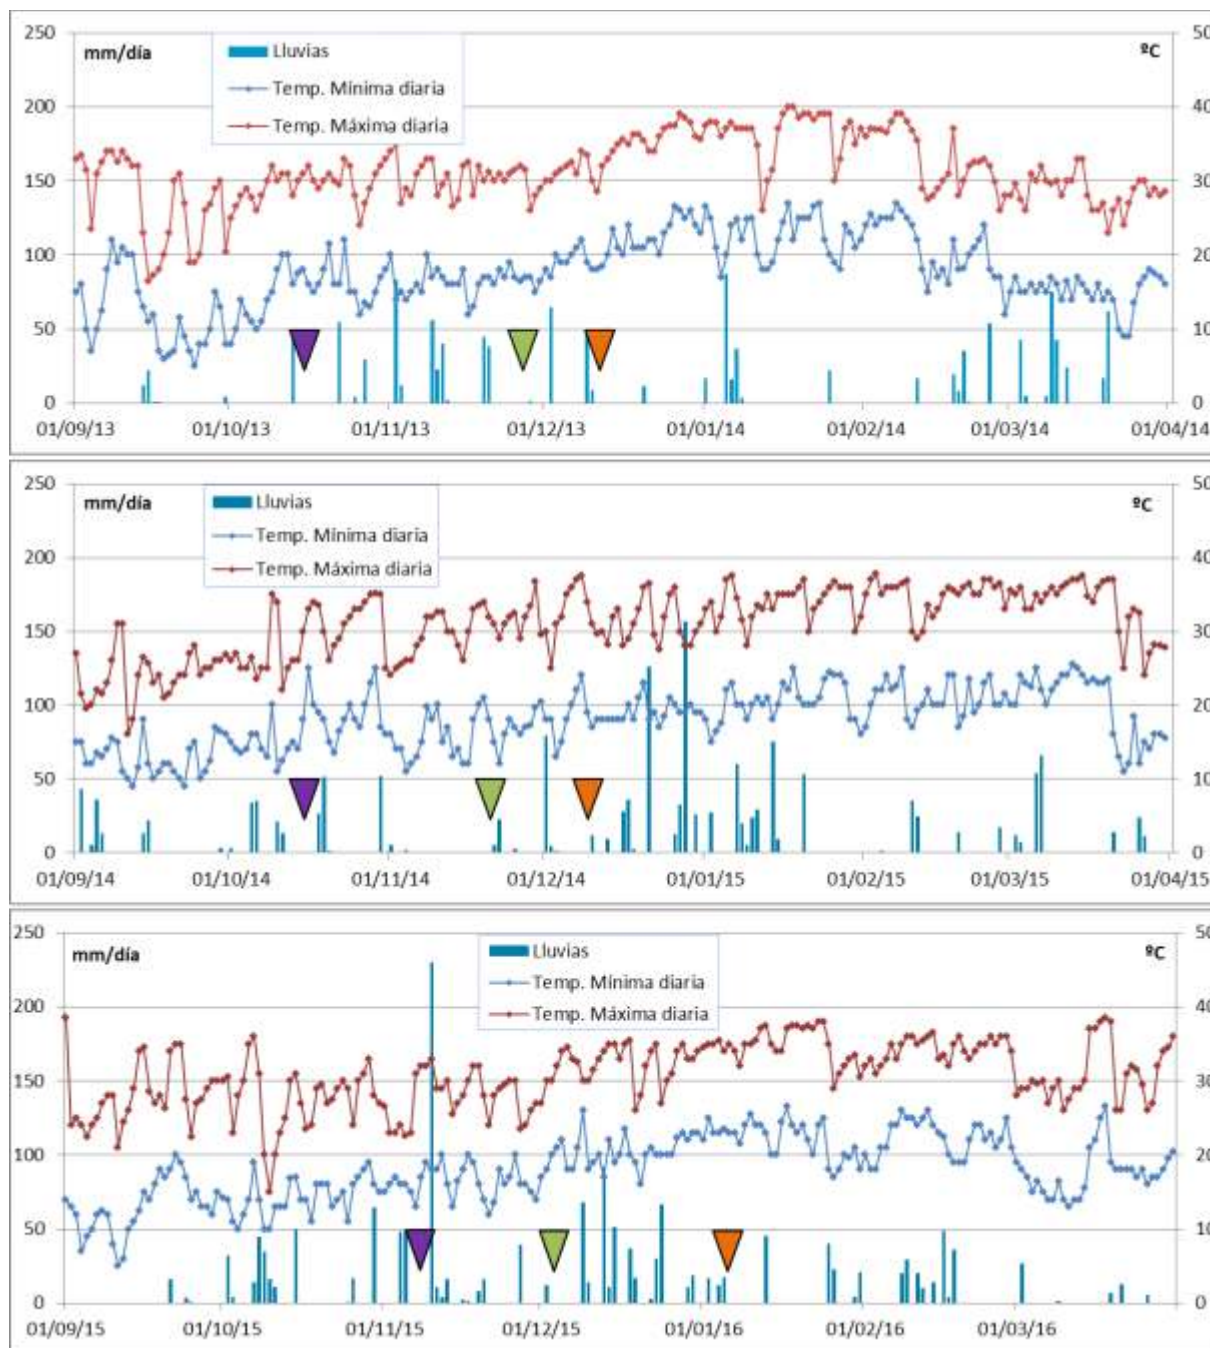 250
200
150
100
50
0
mm/día
Lluvias
Temp. Mínima diaria
Temp. Máxima diaria
ºC
50
40
30
20
10
0
01/09/13 01/10/13 01/11/13 01/12/13 01/01/14 01/02/14 01/03/14 01/04/14
250
200
150
100
50
0
mm/día
Lluvias
Temp. Mínima diaria
Temp. Máxima diaria
ºC
50
40
30
20
10
0
01/09/14 01/10/14 01/11/14 01/12/14 01/01/15 01/02/15 01/03/15 01/04/15
250
200
150
100
50
0
mm/día
Lluvias
Temp. Mínima diaria
Temp. Máxima diaria
ºC
50
40
30
20
10
0
01/09/15 01/10/15 01/11/15 01/12/15 01/01/16 01/02/16 01/03/16